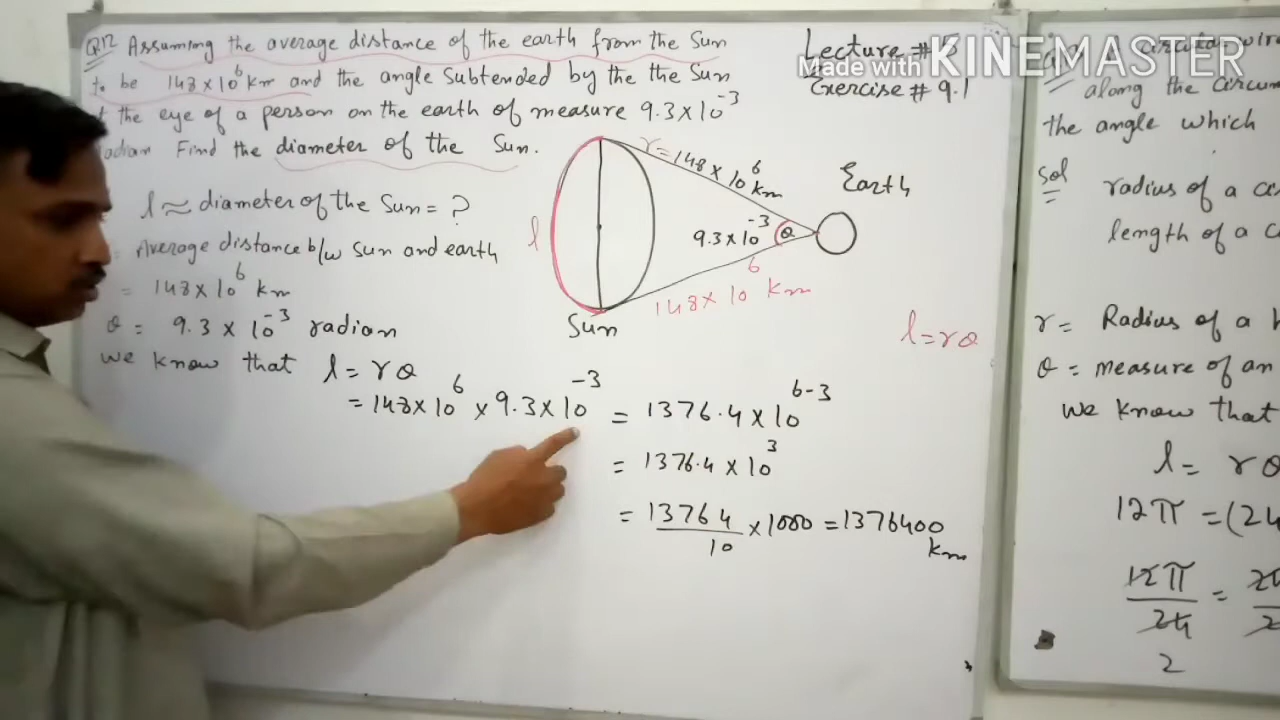 Q12 Assuming the average distance of the earth from the Sun
to be 148 x 10^6 km and the angle subtended by the the Sun
the eye of a person on the earth of measure 9.3 x 10^-3
radian Find the diameter of the Sun.
Lecture #
Exercise # 9.1
Made with KINEMASTER
r = 148 x 10^6 km
Earth
9.3 x 10^-3 θ
148 x 10^6 km
l
Sun
l = rθ
l ≈ diameter of the Sun = ?
= Average distance b/w Sun and earth
= 148 x 10^6 km
θ = 9.3 x 10^-3 radian
we know that l = rθ
= 148 x 10^6 x 9.3 x 10^-3 = 1376.4 x 10^6-3
= 1376.4 x 10^3
= 13764/10 x 1000 = 1376400 km
circular wire
along the circum
the angle which
Sol
radius of a ci
length of a c
r = Radius of a
θ = measure of an
we know that
l = rθ
12π = (24
12π/24 =
2